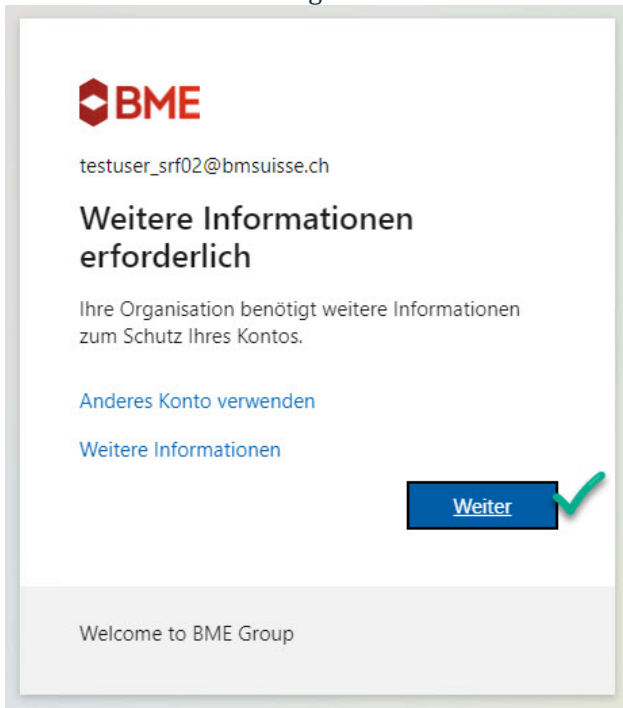 BME
testuser_srf02@bmsuisse.ch
Weitere Informationen
erforderlich
Ihre Organisation benötigt weitere Informationen
zum Schutz Ihres Kontos.
Anderes Konto verwenden
Weitere Informationen
Weiter
Welcome to BME Group